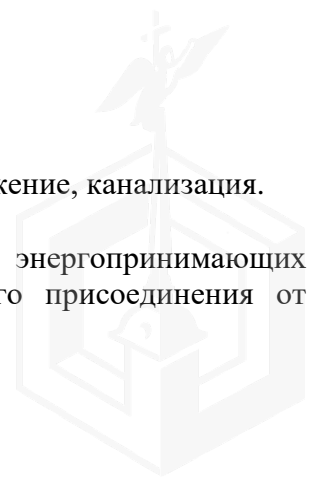 жение, канализация.
энергопринимающих
го присоединения от